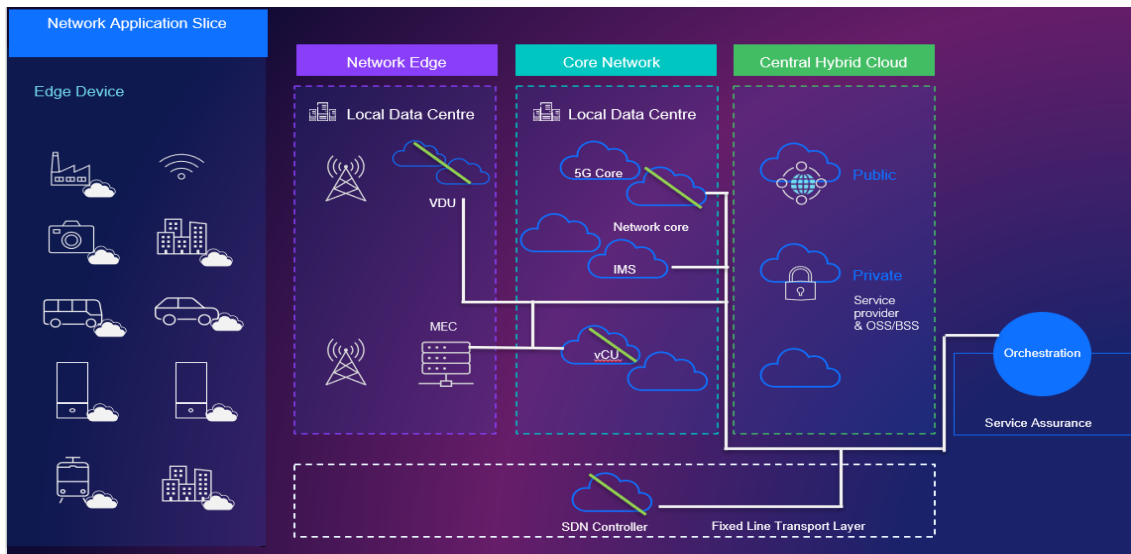 Network Application Slice
Edge Device
Network Edge
Local Data Centre
VDU
MEC
Core Network
Local Data Centre
5G Core
Network core
IMS
vCU
Central Hybrid Cloud
Public
Private
Service
provider
& OSS/BSS
Orchestration
Service Assurance
SDN Controller
Fixed Line Transport Layer